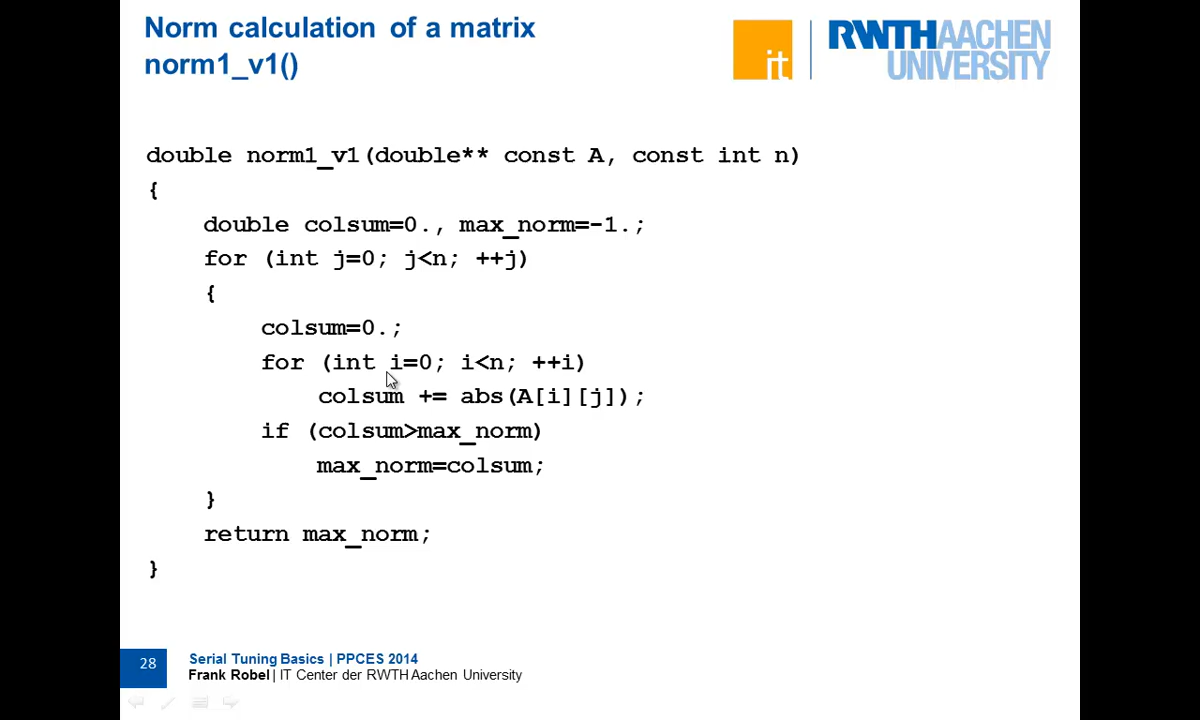 Norm calculation of a matrix
norm1_v1()
it
RWTHAACHEN
UNIVERSITY
double norm1_v1(double** const A, const int n)
{
double colsum=0., max_norm=-1.;
for (int j=0; j<n; ++j)
{
colsum=0.;
for (int i=0; i<n; ++i)
colsum += abs(A[i][j]);
if (colsum>max_norm)
max_norm=colsum;
}
return max_norm;
}
28
Serial Tuning Basics | PPCES 2014
Frank Robel | IT Center der RWTH Aachen University